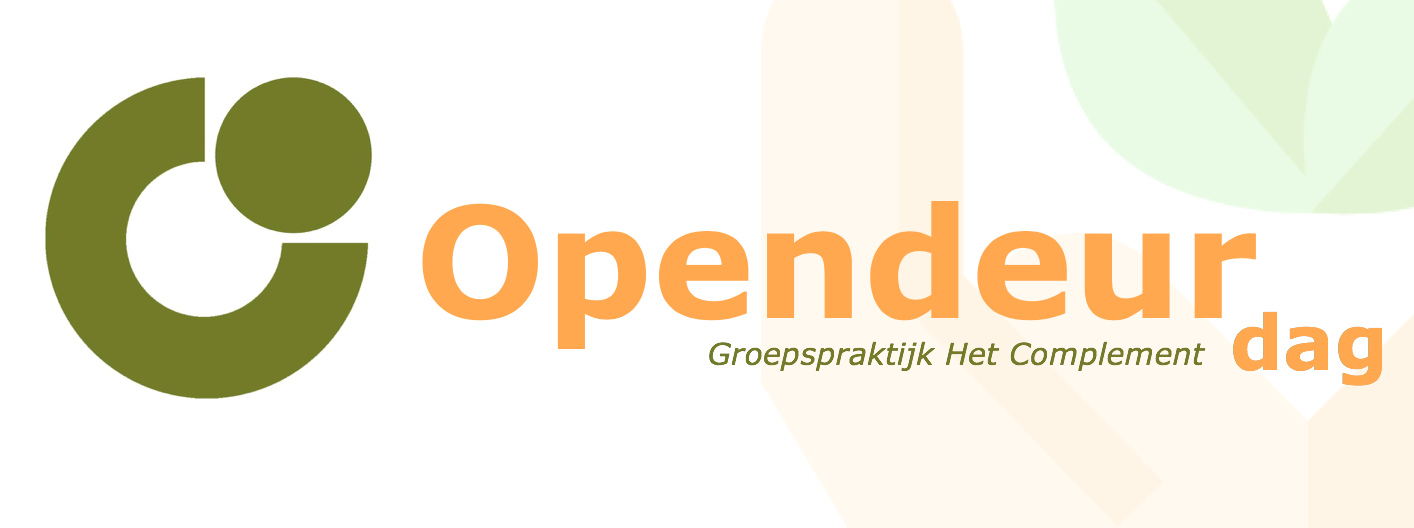 Opendeur
dag
Groepspraktijk Het Complement